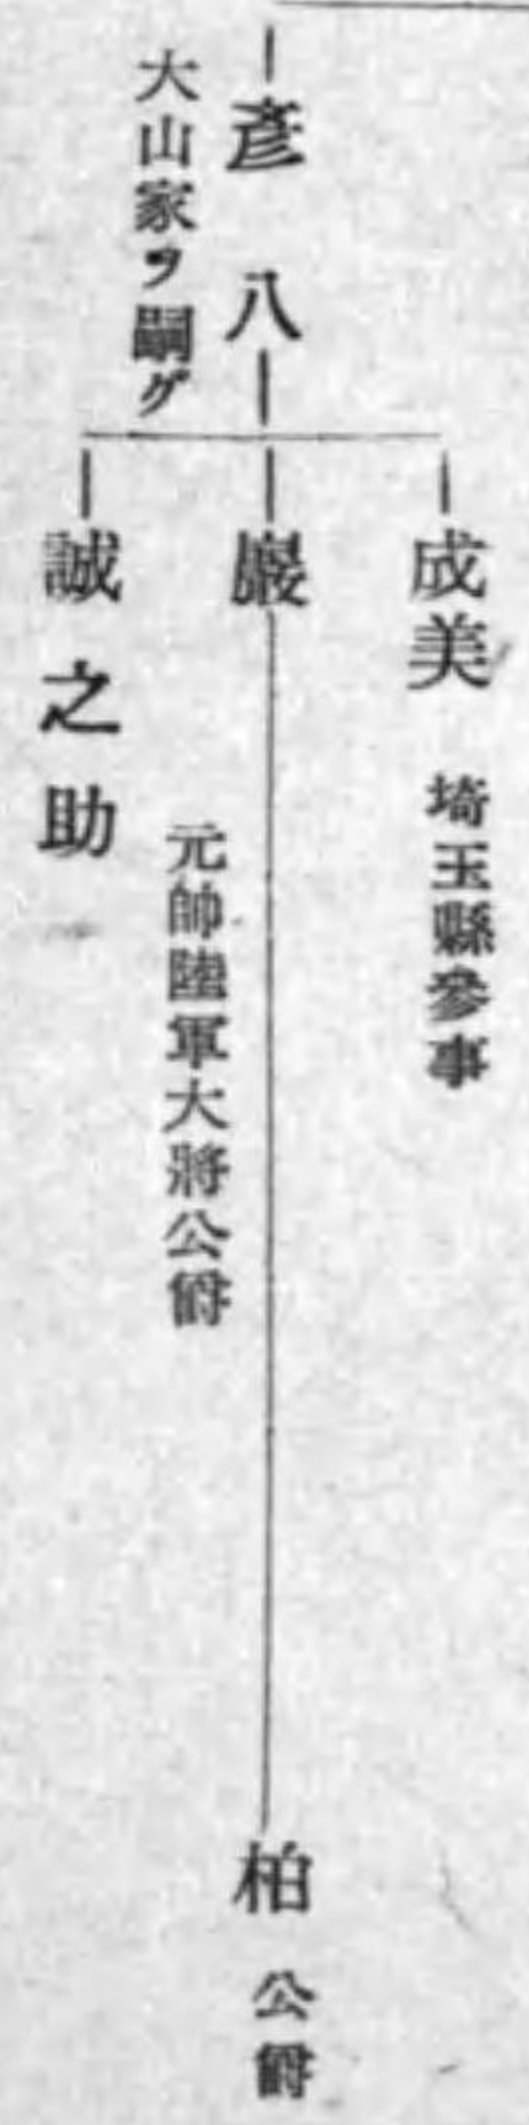 彥八
大山家ヲ嗣グ
成美 埼玉縣參事
巖
元帥陸軍大將公爵
誠之助
柏 公爵